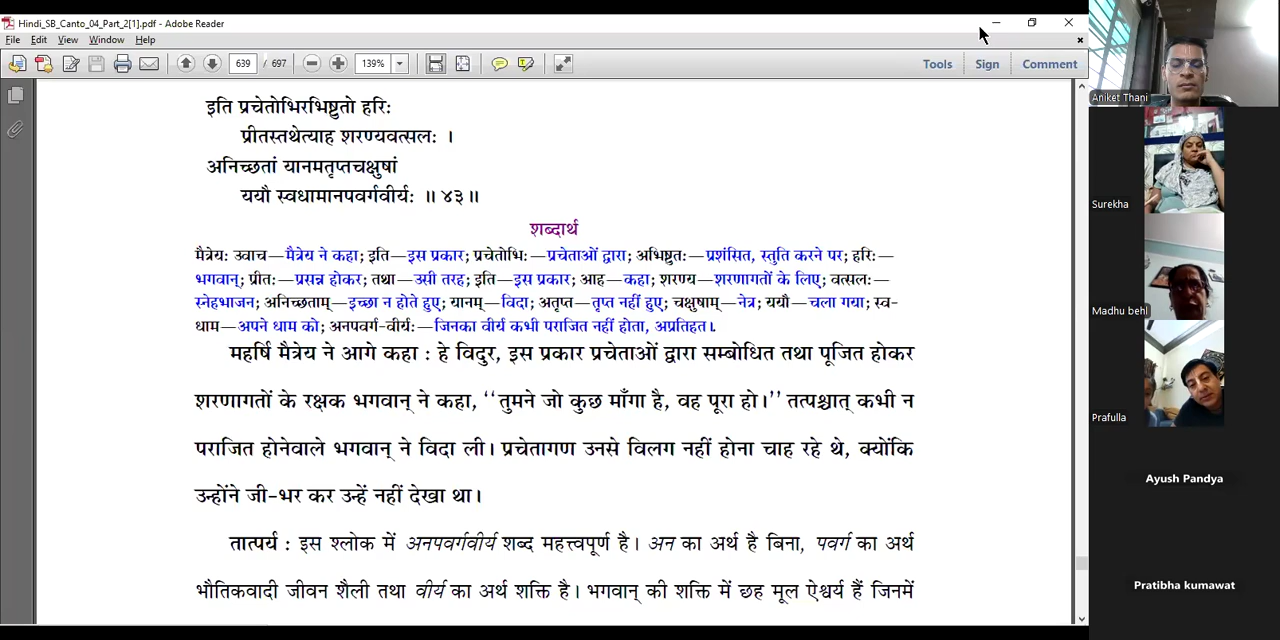 Hindi_SB_Canto_04_Part_2[1].pdf - Adobe Reader
File Edit View Window Help
639 / 697 139% Tools Sign Comment
इति प्रचेतोभिरभिष्टुतो हरिः
प्रीतस्तथेत्याह शरण्यवत्सलः ।
अनिच्छतां यानमतृप्तचक्षुषां
ययौ स्वधामानपवर्गवीर्यः ॥ ४३॥
शब्दार्थ
मैत्रेयः उवाच—मैत्रेय ने कहा; इति—इस प्रकार; प्रचेतोभिः—प्रचेताओं द्वारा; अभिष्टुतः—प्रशंसित, स्तुति करने पर; हरिः—
भगवान्; प्रीतः—प्रसन्न होकर; तथा—उसी तरह; इति—इस प्रकार; आह—कहा; शरण्य—शरणागतों के लिए; वत्सलः—
स्नेहभाजन; अनिच्छताम्—इच्छा न होते हुए; यानम्—विदा; अतृप्त—तृप्त नहीं हुए; चक्षुषाम्—नेत्र; ययौ—चला गया; स्व-
धाम—अपने धाम को; अनपवर्ग-वीर्यः—जिनका वीर्य कभी पराजित नहीं होता, अप्रतिहत।
महर्षि मैत्रेय ने आगे कहा : हे विदुर, इस प्रकार प्रचेताओं द्वारा सम्बोधित तथा पूजित होकर
शरणागतों के रक्षक भगवान् ने कहा, ‘‘तुमने जो कुछ माँगा है, वह पूरा हो।’’ तत्पश्चात् कभी न
पराजित होनेवाले भगवान् ने विदा ली। प्रचेतागण उनसे विलग नहीं होना चाह रहे थे, क्योंकि
उन्होंने जी-भर कर उन्हें नहीं देखा था।
तात्पर्य : इस श्लोक में अनपवर्गवीर्य शब्द महत्त्वपूर्ण है। अन का अर्थ है बिना, पवर्ग का अर्थ
भौतिकवादी जीवन शैली तथा वीर्य का अर्थ शक्ति है। भगवान् की शक्ति में छह मूल ऐश्वर्य हैं जिनमें
Aniket Thani
Surekha
Madhu behl
Prafulla
Ayush Pandya
Pratibha kumawat